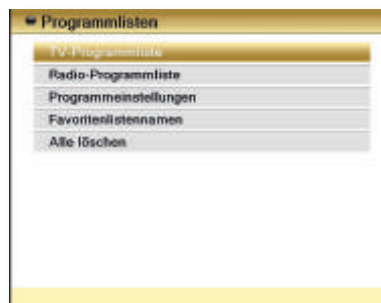 Programmlisten
TV-Programmliste
Radio-Programmliste
Programmeinstellungen
Favoritenlistennamen
Alle löschen